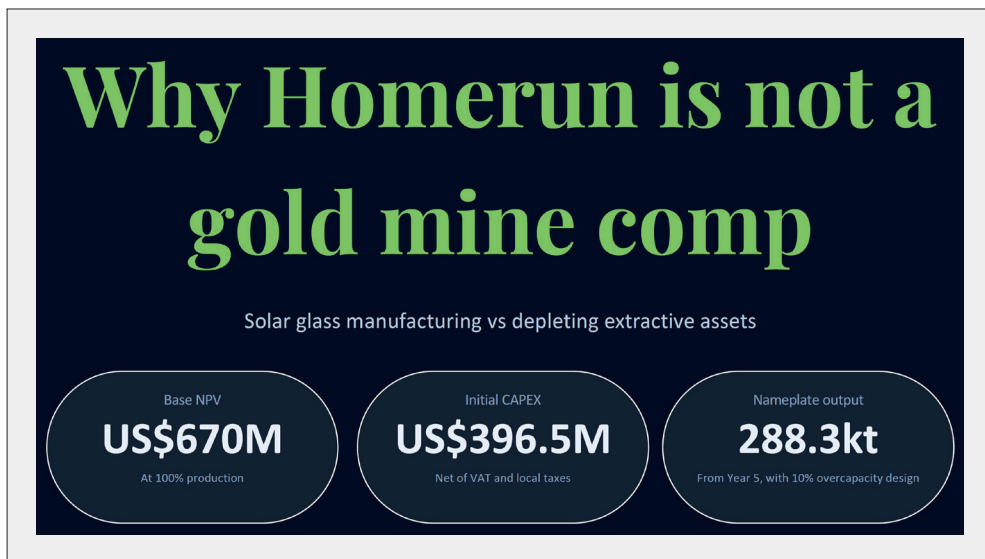 Why Homerun is not a
gold mine comp
Solar glass manufacturing vs depleting extractive assets
Base NPV
US$670M
At 100% production
Initial CAPEX
US$396.5M
Net of VAT and local taxes
Nameplate output
288.3kt
From Year 5, with 10% overcapacity design